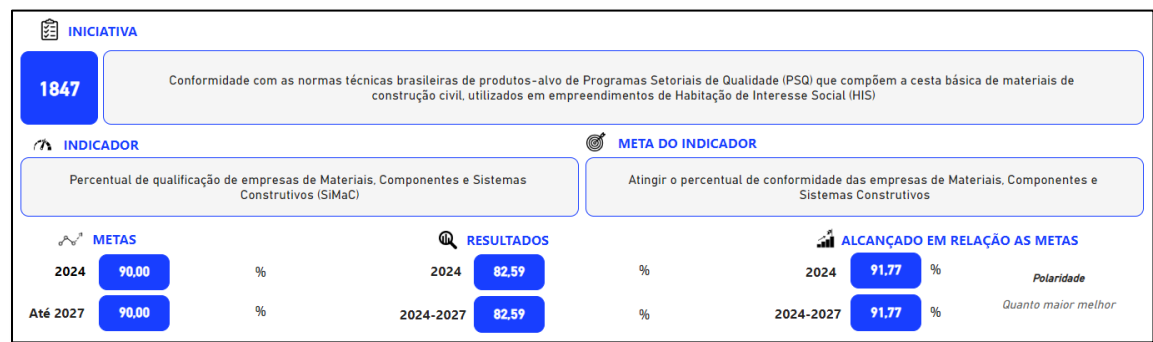 INICIATIVA
1847
Conformidade com as normas técnicas brasileiras de produtos-alvo de Programas Setoriais de Qualidade (PSQ) que compõem a cesta básica de materiais de
construção civil, utilizados em empreendimentos de Habitação de Interesse Social (HIS)
INDICADOR
META DO INDICADOR
Percentual de qualificação de empresas de Materiais, Componentes e Sistemas
Construtivos (SiMaC)
Atingir o percentual de conformidade das empresas de Materiais, Componentes e
Sistemas Construtivos
METAS
RESULTADOS
ALCANÇADO EM RELAÇÃO AS METAS
2024 90,00 %
2024 82,59 %
2024 91,77 %
Polaridade
Até 2027 90,00 %
2024-2027 82,59 %
2024-2027 91,77 %
Quanto maior melhor